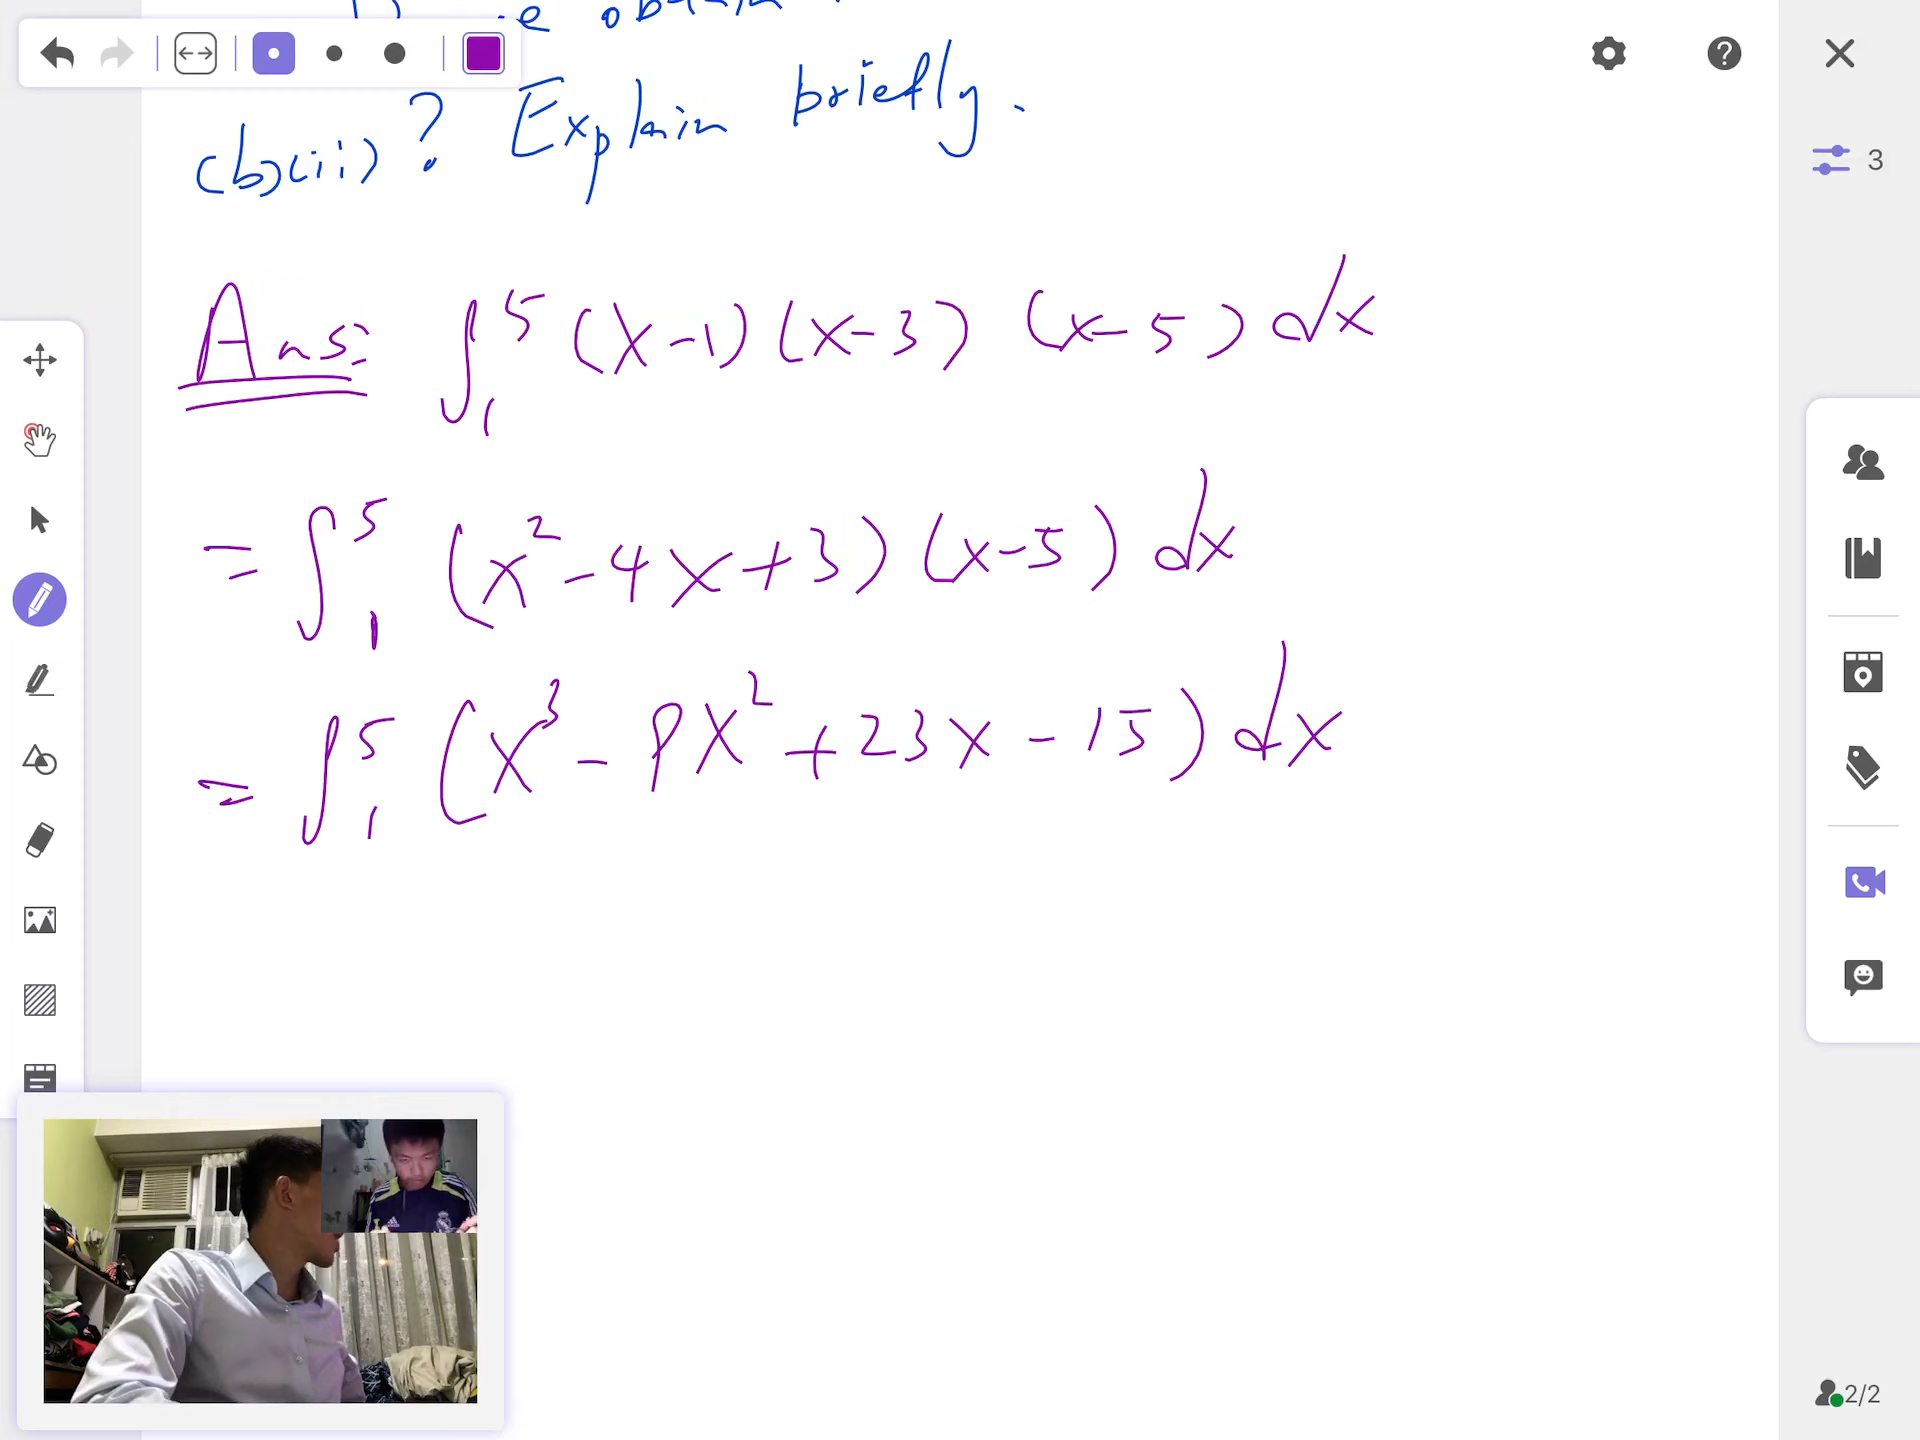 obtain
(b)(ii)? Explain briefly.
3
Ans: ∫₁⁵ (x-1)(x-3)(x-5)dx
= ∫₁⁵ (x²-4x+3)(x-5)dx
= ∫₁⁵ (x³-9x²+23x-15)dx
2/2